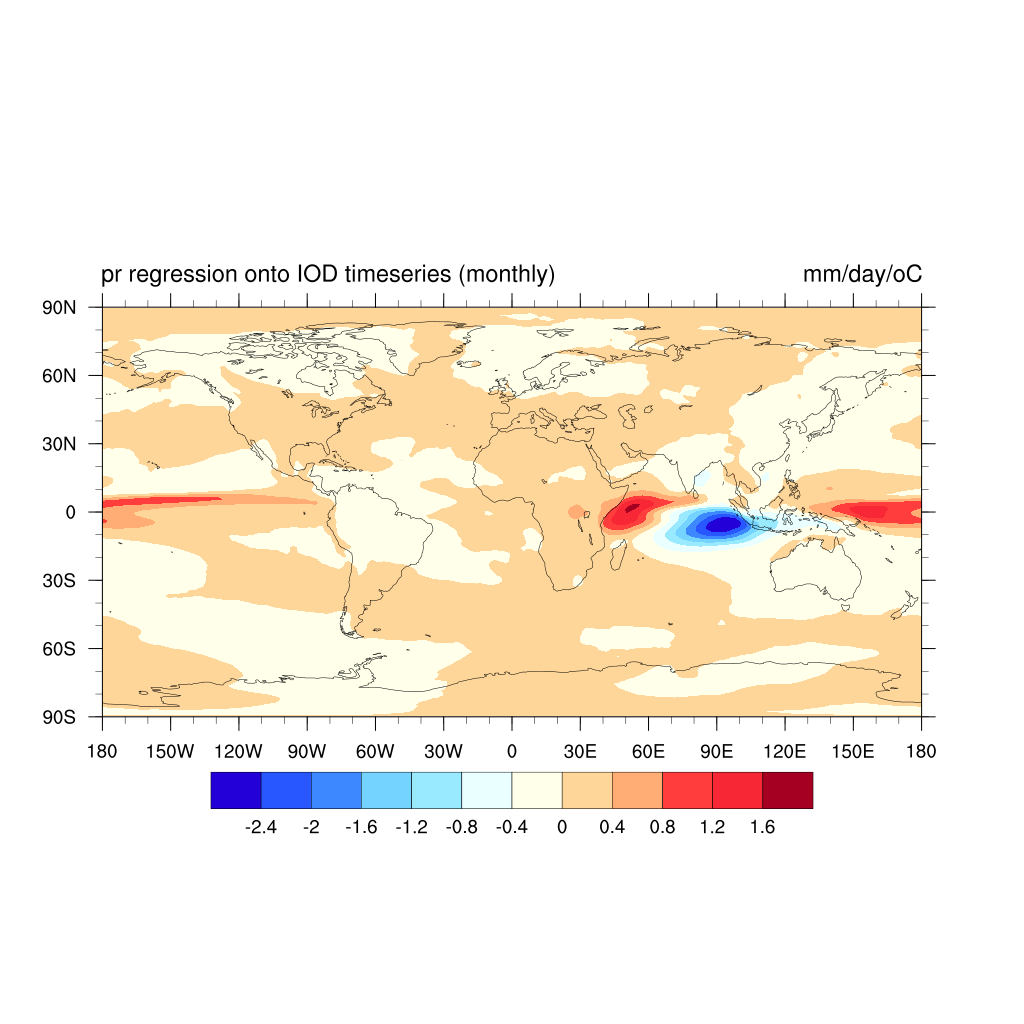 pr regression onto IOD timeseries (monthly) mm/day/oC
90N
60N
30N
0
30S
60S
90S
180 150W 120W 90W 60W 30W 0 30E 60E 90E 120E 150E 180
-2.4 -2 -1.6 -1.2 -0.8 -0.4 0 0.4 0.8 1.2 1.6